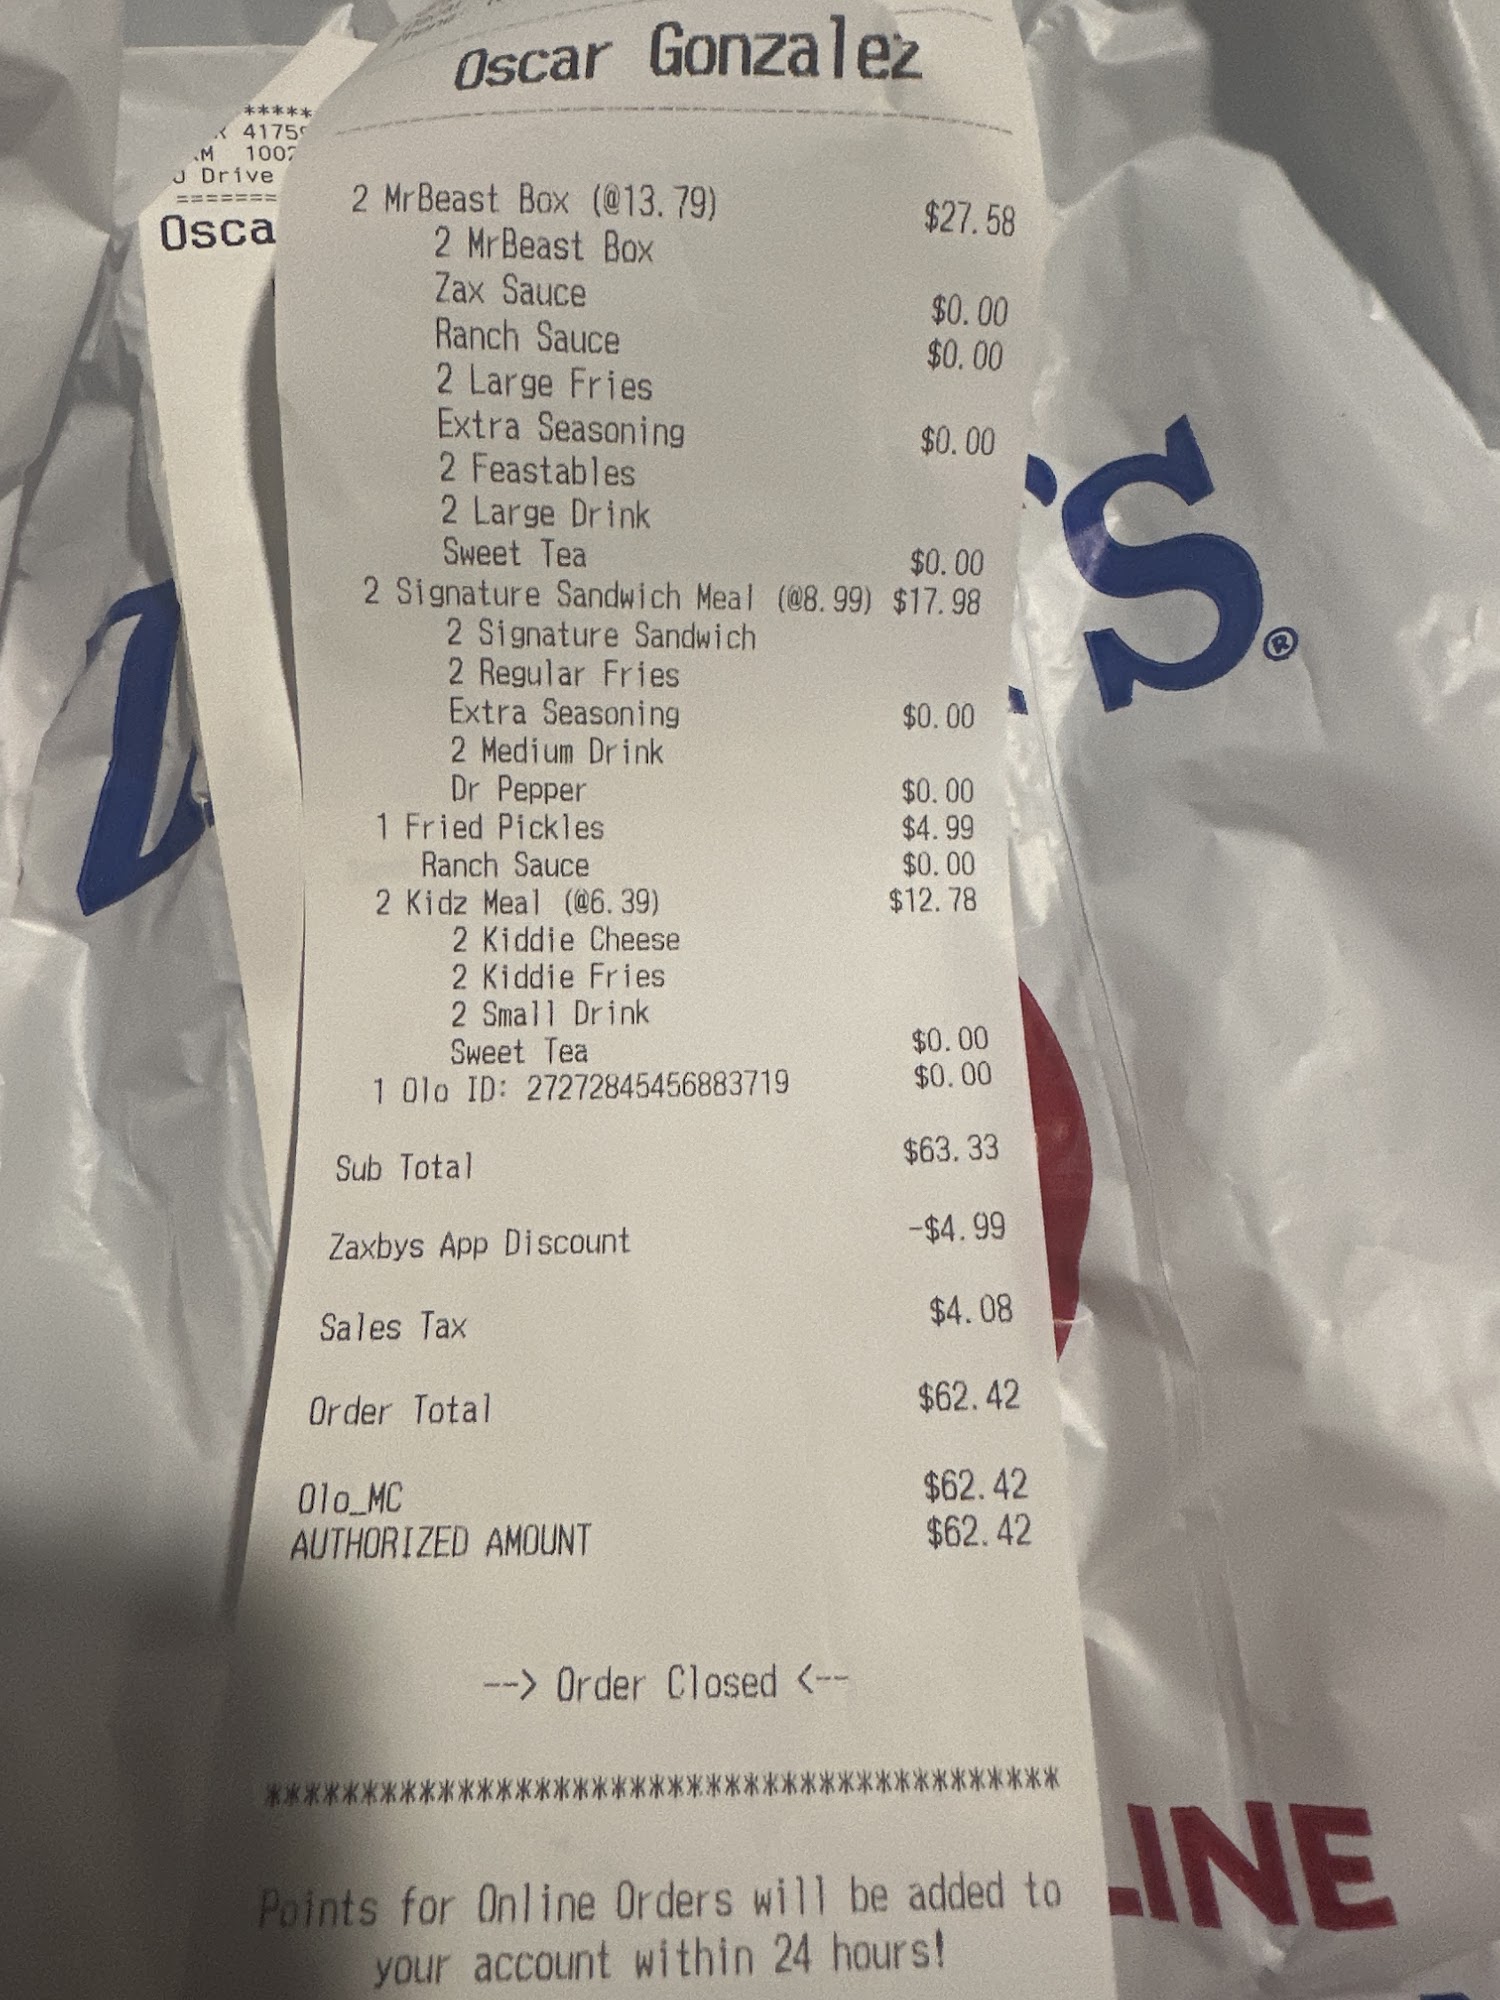 Oscar Gonzalez
*****
4175
M 1002
Drive
=======
Osca
2 MrBeast Box (@13.79) $27.58
2 MrBeast Box
Zax Sauce $0.00
Ranch Sauce $0.00
2 Large Fries
Extra Seasoning $0.00
2 Feastables
2 Large Drink
Sweet Tea $0.00
2 Signature Sandwich Meal (@8.99) $17.98
2 Signature Sandwich
2 Regular Fries
Extra Seasoning $0.00
2 Medium Drink
Dr Pepper $0.00
1 Fried Pickles $4.99
Ranch Sauce $0.00
2 Kidz Meal (@6.39) $12.78
2 Kiddie Cheese
2 Kiddie Fries
2 Small Drink
Sweet Tea $0.00
1 Olo ID: 27272845456883719 $0.00
Sub Total $63.33
Zaxbys App Discount -$4.99
Sales Tax $4.08
Order Total $62.42
Olo_MC $62.42
AUTHORIZED AMOUNT $62.42
--> Order Closed <--
******************************************
Points for Online Orders will be added to
your account within 24 hours!
'S®
LINE